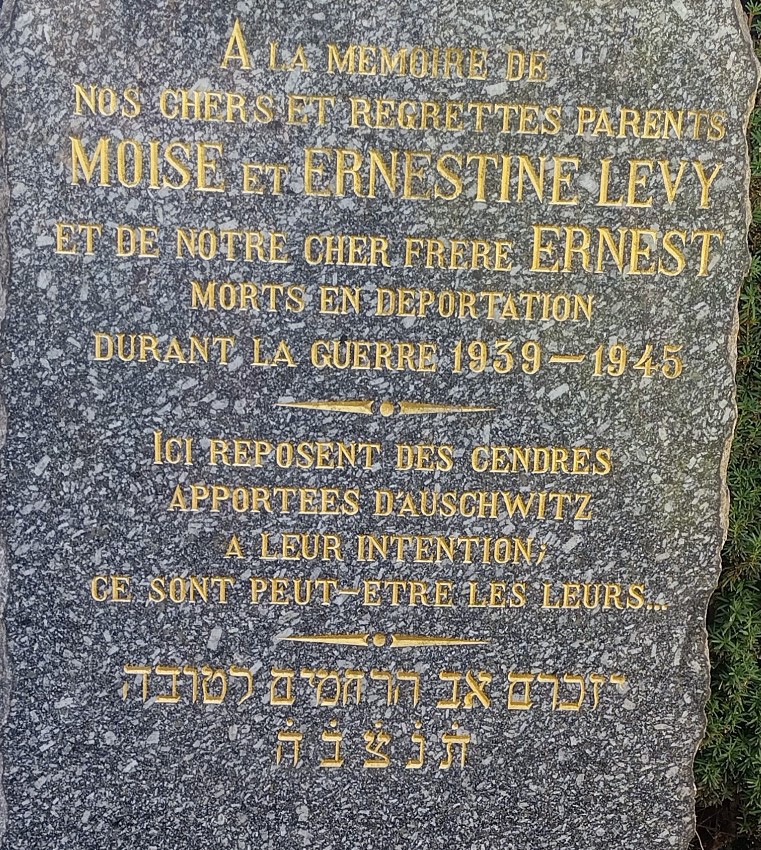 A LA MEMOIRE DE
NOS CHERS ET REGRETTES PARENTS
MOISE ET ERNESTINE LEVY
ET DE NOTRE CHER FRERE ERNEST
MORTS EN DEPORTATION
DURANT LA GUERRE 1939-1945
ICI REPOSENT DES CENDRES
APPORTEES D'AUSCHWITZ
A LEUR INTENTION;
CE SONT PEUT-ETRE LES LEURS...
יזכרם אב הרחמים לטובה
ת נ צ ב ה